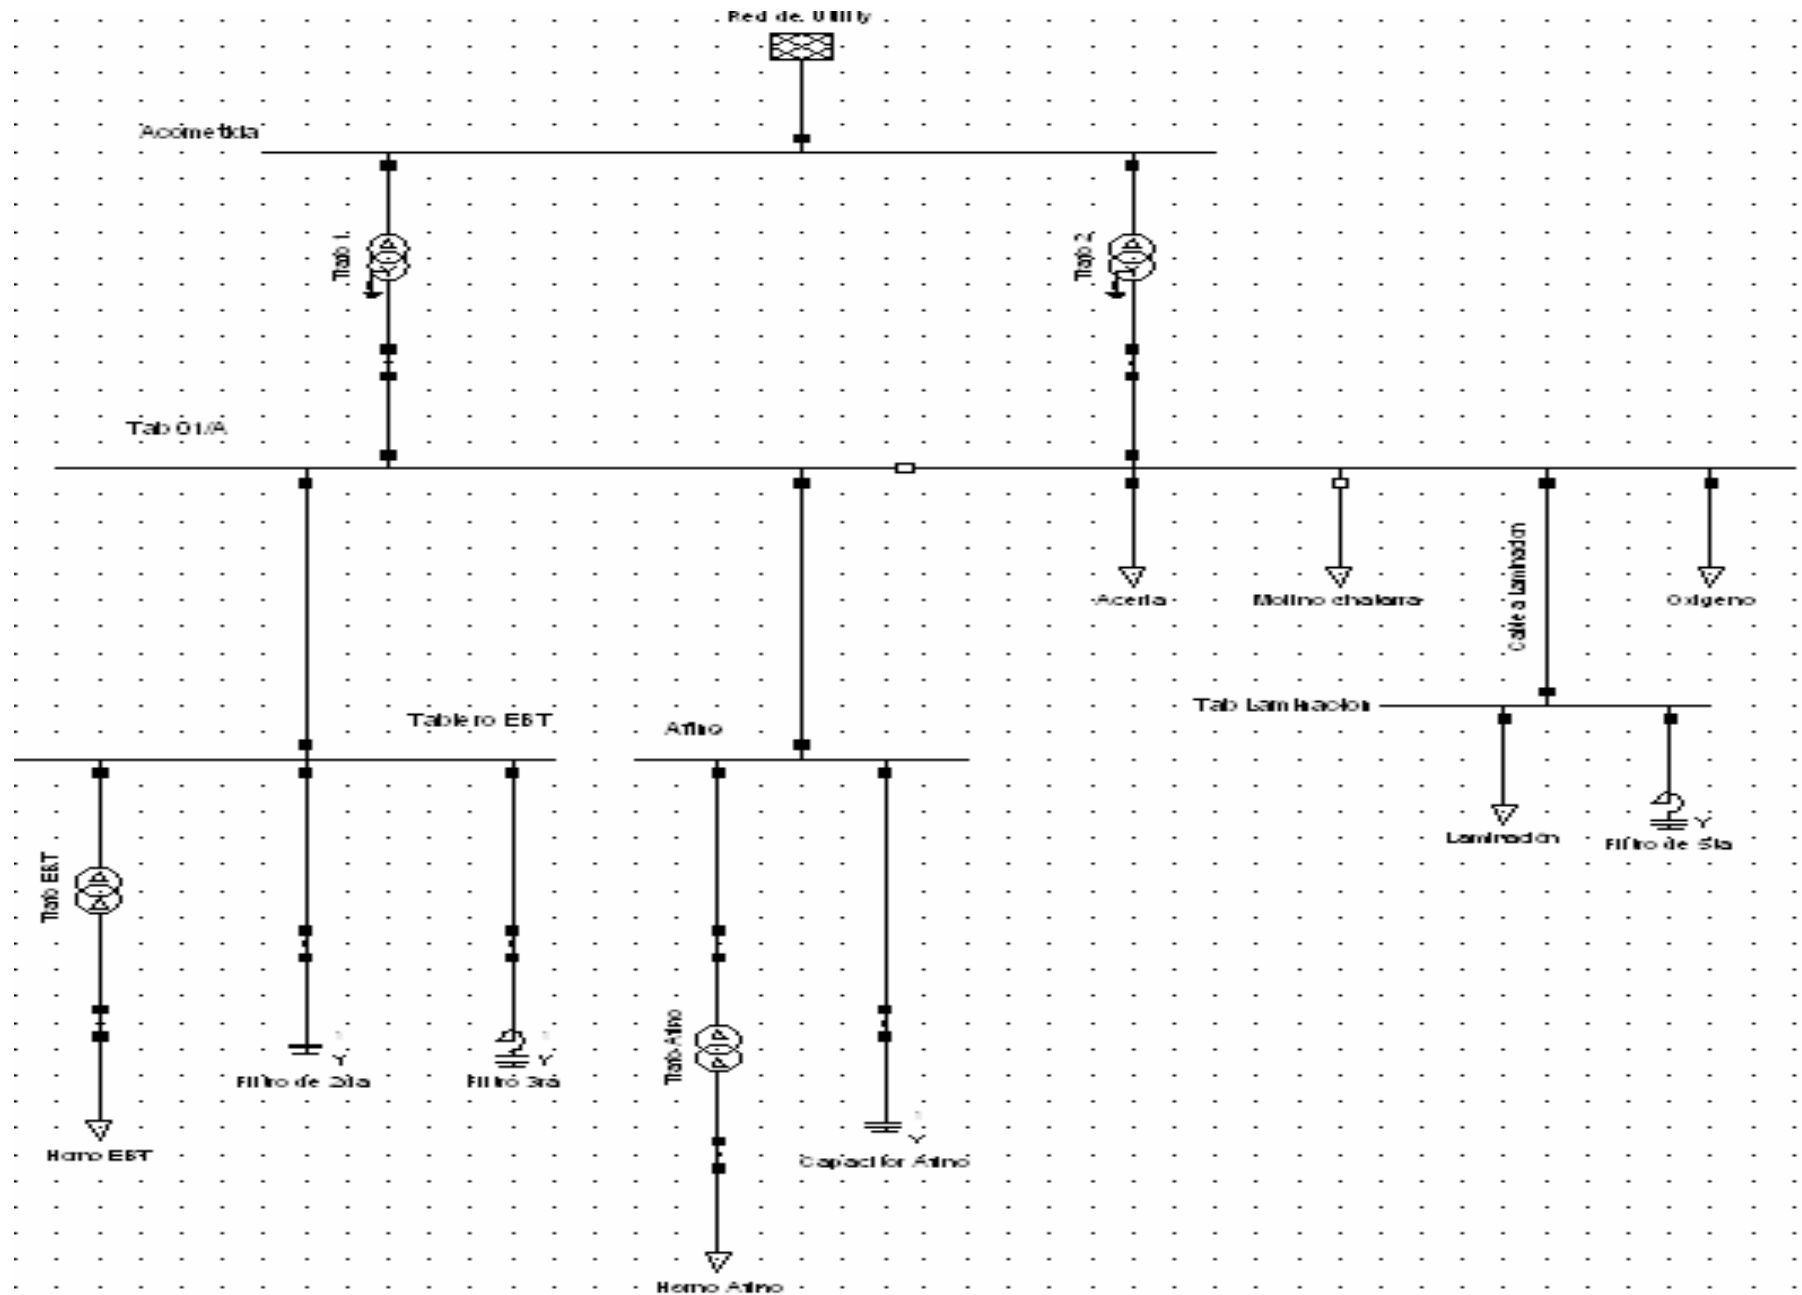 Red de Utility
Acometida
Trafo 1
Trafo 2
Tab 01/A
Aceria
Molino chatarra
Cable a Laminacion
Oxigeno
Tab Laminacion
Tablero EBT
Afino
Laminación
Filtro de 5ta
Trafo EBT
Trafo Afino
Y
Y
Y
Filtro de 2da
Filtro 3ra
Y
Horno EBT
Capacitor Afino
Horno Afino